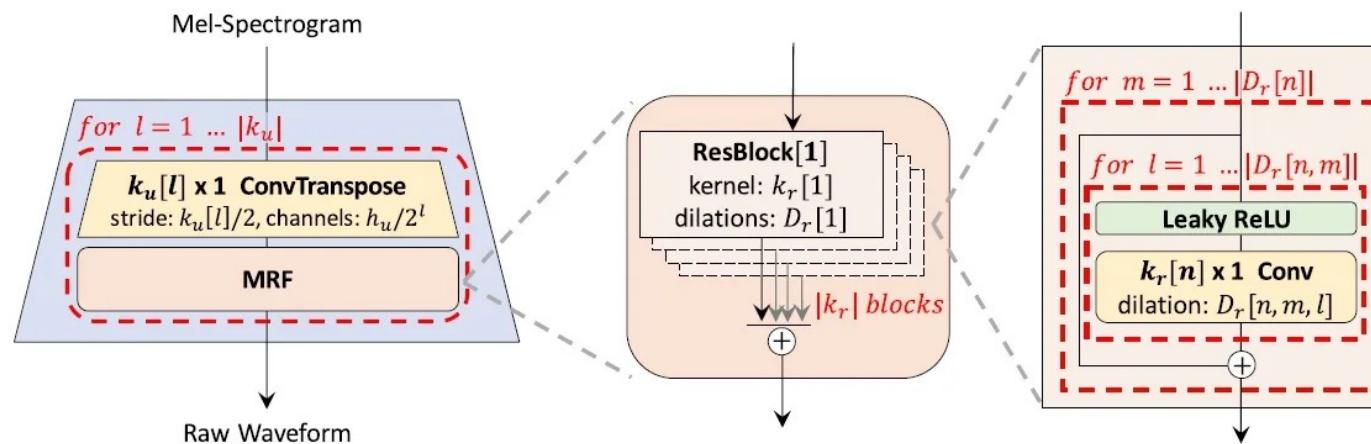 Mel-Spectrogram
for l = 1 ... |k_u|
k_u[l] x 1 ConvTranspose
stride: k_u[l]/2, channels: h_u/2^l
MRF
Raw Waveform
ResBlock[1]
kernel: k_r[1]
dilations: D_r[1]
|k_r| blocks
+
for m = 1 ... |D_r[n]|
for l = 1 ... |D_r[n, m]|
Leaky ReLU
k_r[n] x 1 Conv
dilation: D_r[n, m, l]
+